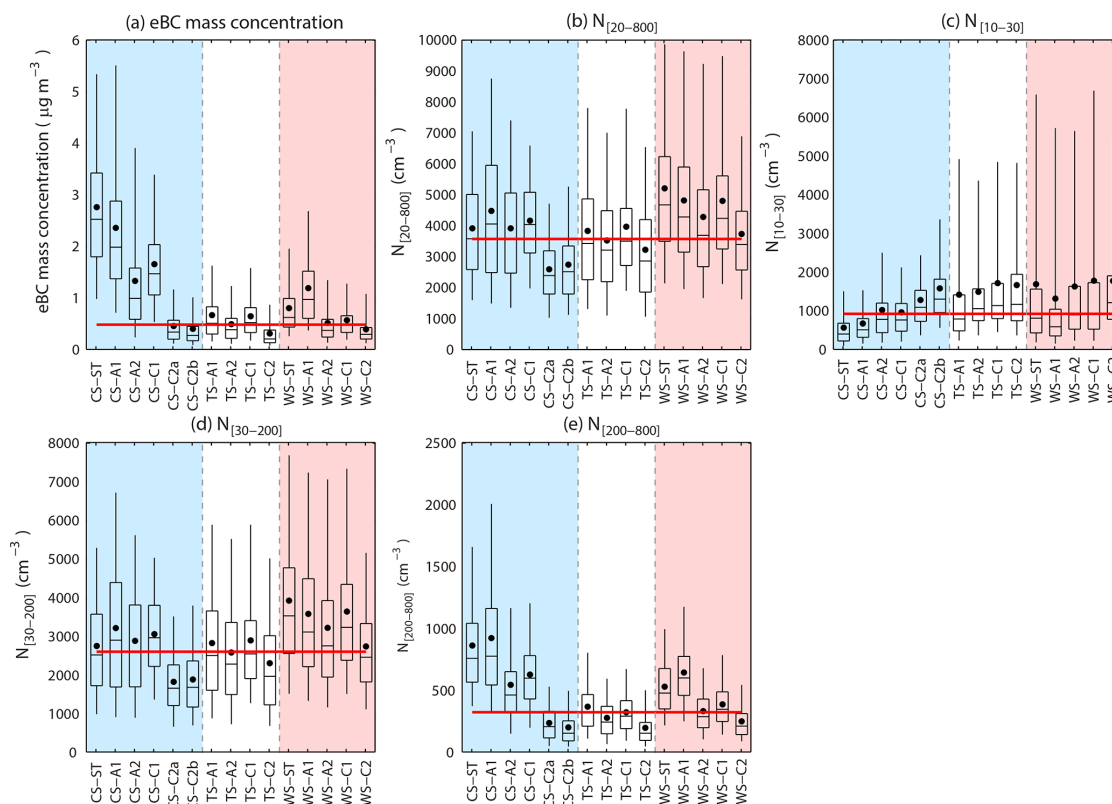 (a) eBC mass concentration
6
5
4
3
2
1
0
eBC mass concentration ( µg m−3 )
CS−ST
CS−A1
CS−A2
CS−C1
CS−C2a
CS−C2b
TS−A1
TS−A2
TS−C1
TS−C2
WS−ST
WS−A1
WS−A2
WS−C1
WS−C2
(b) N[20−800]
10000
9000
8000
7000
6000
5000
4000
3000
2000
1000
0
N[20−800] (cm−3)
CS−ST
CS−A1
CS−A2
CS−C1
CS−C2a
CS−C2b
TS−A1
TS−A2
TS−C1
TS−C2
WS−ST
WS−A1
WS−A2
WS−C1
WS−C2
(c) N[10−30]
8000
7000
6000
5000
4000
3000
2000
1000
0
N[10−30] (cm−3)
CS−ST
CS−A1
CS−A2
CS−C1
CS−C2a
CS−C2b
TS−A1
TS−A2
TS−C1
TS−C2
WS−ST
WS−A1
WS−A2
WS−C1
WS−C2
(d) N[30−200]
8000
7000
6000
5000
4000
3000
2000
1000
0
N[30−200] (cm−3)
CS−ST
CS−A1
CS−A2
CS−C1
CS−C2a
CS−C2b
TS−A1
TS−A2
TS−C1
TS−C2
WS−ST
WS−A1
WS−A2
WS−C1
WS−C2
(e) N[200−800]
2500
2000
1500
1000
500
0
N[200−800] (cm−3)
CS−ST
CS−A1
CS−A2
CS−C1
CS−C2a
CS−C2b
TS−A1
TS−A2
TS−C1
TS−C2
WS−ST
WS−A1
WS−A2
WS−C1
WS−C2